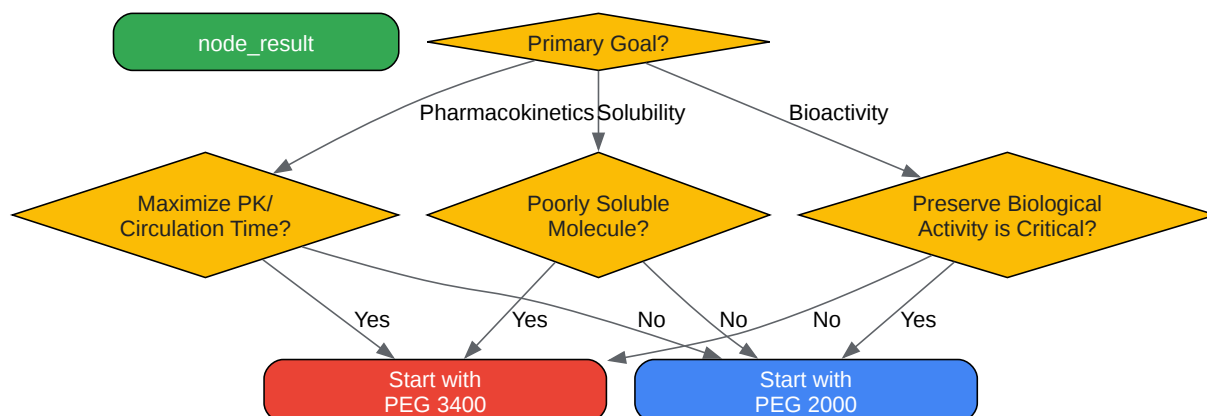 node_result
Primary Goal?
Pharmacokinetics
Solubility
Bioactivity
Maximize PK/
Circulation Time?
Poorly Soluble
Molecule?
Preserve Biological
Activity is Critical?
Yes
Yes
No
No
No
Yes
Start with
PEG 3400
Start with
PEG 2000